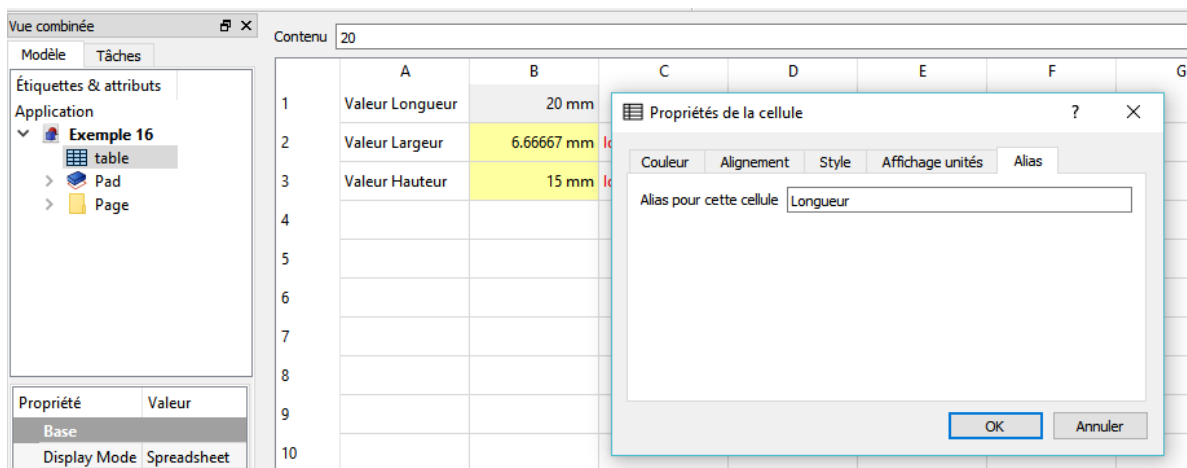 Vue combinée
Modèle Tâches
Étiquettes & attributs
Application
Exemple 16
table
Pad
Page
Propriété Valeur
Base
Display Mode Spreadsheet
Contenu 20
A B C D E F G
1 Valeur Longueur 20 mm
2 Valeur Largeur 6.66667 mm
3 Valeur Hauteur 15 mm
4
5
6
7
8
9
10
Propriétés de la cellule ?
Couleur Alignement Style Affichage unités Alias
Alias pour cette cellule Longueur
OK Annuler